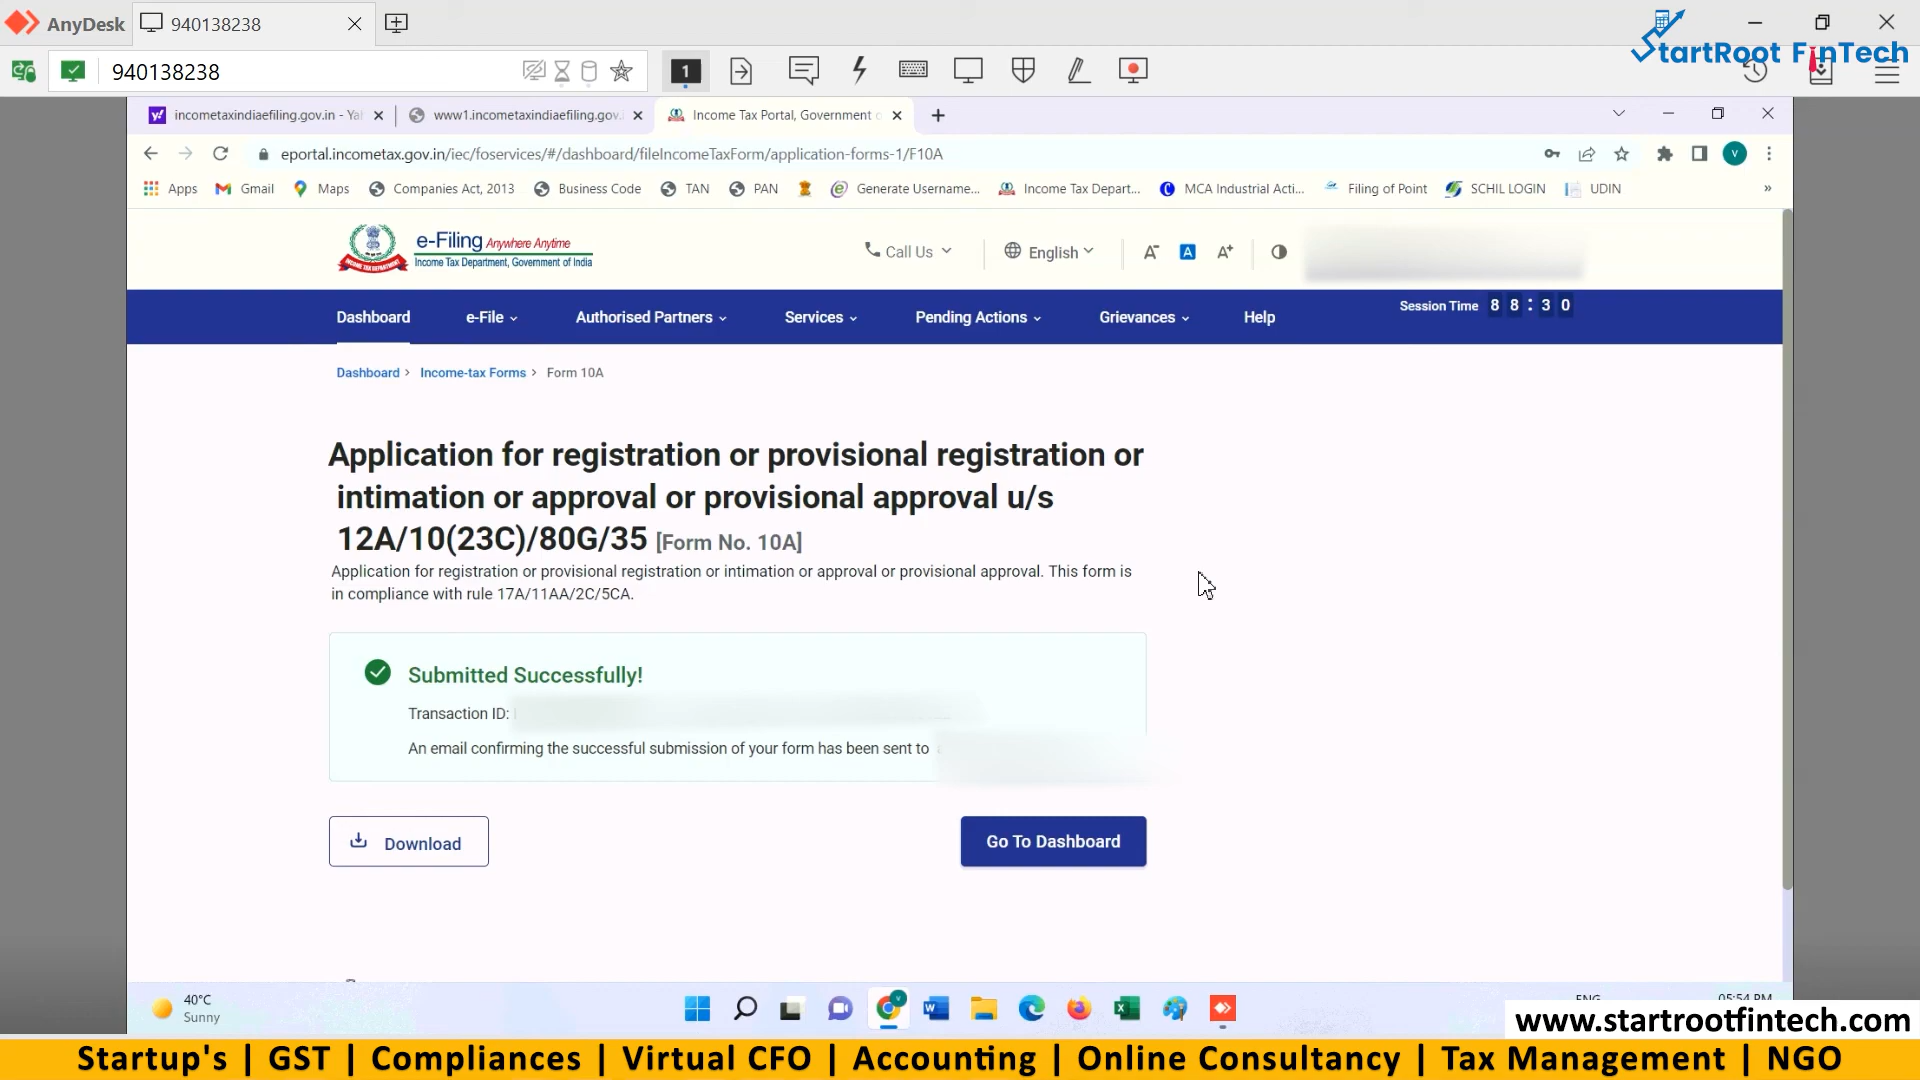 AnyDesk
940138238
StartRoot FinTech
940138238
1
incometaxindiaefiling.gov.in - Ya
www1.incometaxindiaefiling.gov.
Income Tax Portal, Government
eportal.incometax.gov.in/iec/foservices/#/dashboard/fileIncomeTaxForm/application-forms-1/F10A
V
Apps
Gmail
Maps
Companies Act, 2013
Business Code
TAN
PAN
Generate Username...
Income Tax Depart...
MCA Industrial Acti...
Filing of Point
SCHIL LOGIN
UDIN
»
e-Filing Anywhere Anytime
Income Tax Department, Government of India
INCOME TAX DEPARTMENT
Call Us
English
A-
A
A+
Dashboard
e-File
Authorised Partners
Services
Pending Actions
Grievances
Help
Session Time 8 8 : 3 0
Dashboard > Income-tax Forms > Form 10A
Application for registration or provisional registration or
intimation or approval or provisional approval u/s
12A/10(23C)/80G/35 [Form No. 10A]
Application for registration or provisional registration or intimation or approval or provisional approval. This form is
in compliance with rule 17A/11AA/2C/5CA.
Submitted Successfully!
Transaction ID:
An email confirming the successful submission of your form has been sent to
Download
Go To Dashboard
40°C
Sunny
ENG
05:54 PM
www.startrootfintech.com
Startup's | GST | Compliances | Virtual CFO | Accounting | Online Consultancy | Tax Management | NGO